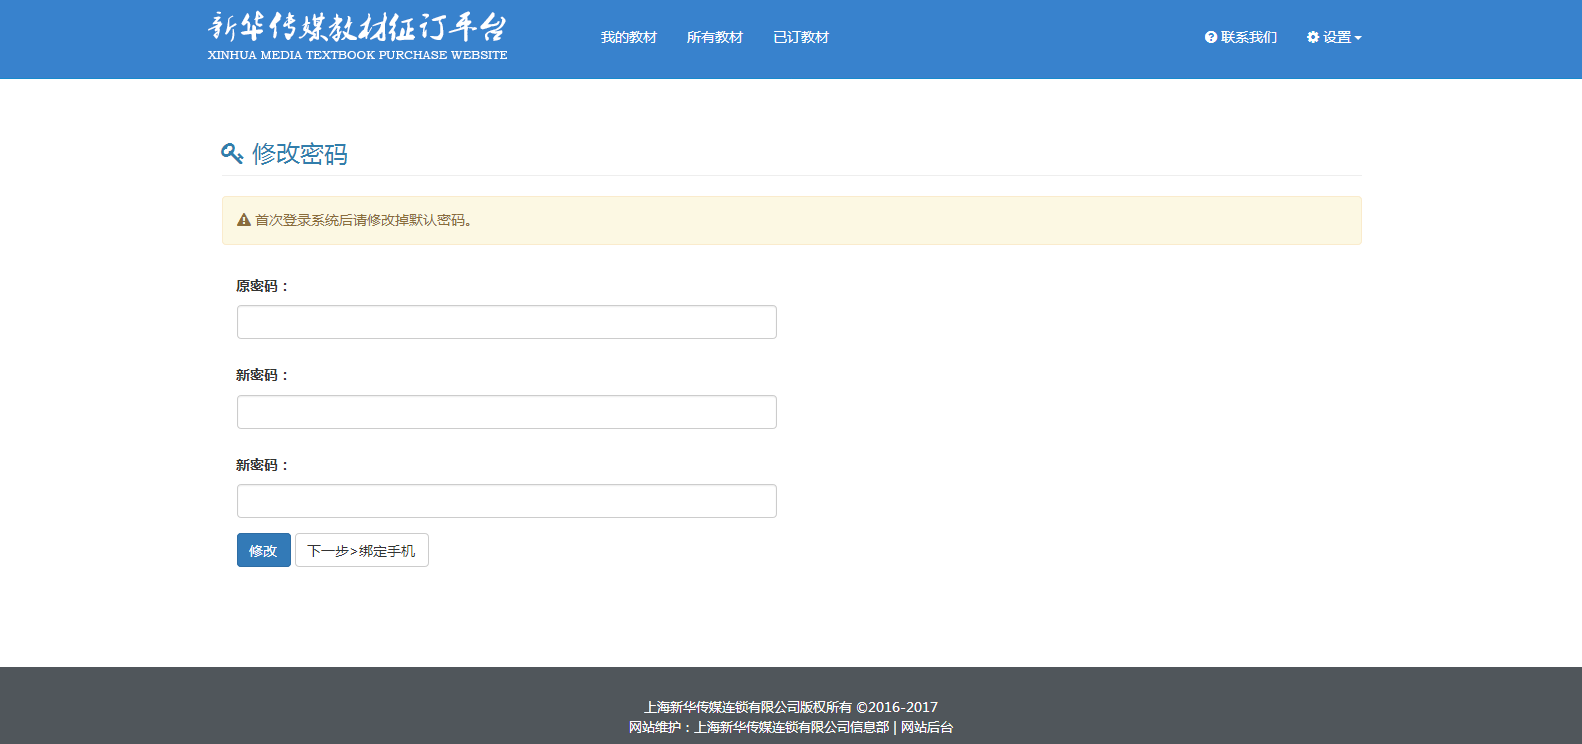 新华传媒教材征订平台
XINHUA MEDIA TEXTBOOK PURCHASE WEBSITE
我的教材 所有教材 已订教材 联系我们 设置
修改密码
首次登录系统后请修改掉默认密码。
原密码：
新密码：
新密码：
修改 下一步>绑定手机
上海新华传媒连锁有限公司版权所有 ©2016-2017
网站维护：上海新华传媒连锁有限公司信息部 | 网站后台